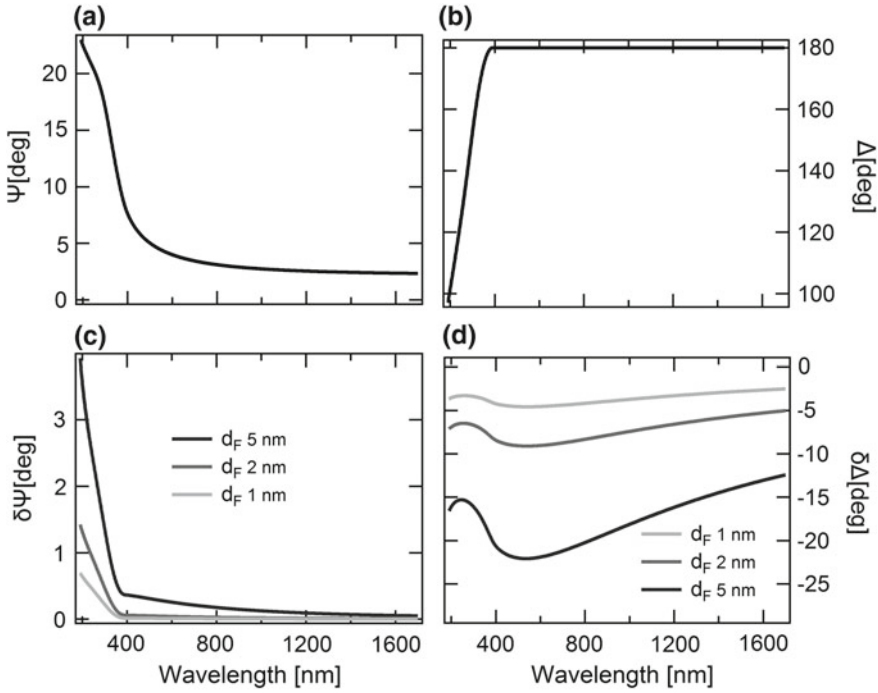 (a)
(b)
20
15
10
5
0
Ψ[deg]
180
160
140
120
100
Δ[deg]
(c)
(d)
3
2
1
0
δΨ[deg]
d_F 5 nm
d_F 2 nm
d_F 1 nm
400
800
1200
1600
Wavelength [nm]
0
-5
-10
-15
-20
-25
δΔ[deg]
d_F 1 nm
d_F 2 nm
d_F 5 nm
400
800
1200
1600
Wavelength [nm]